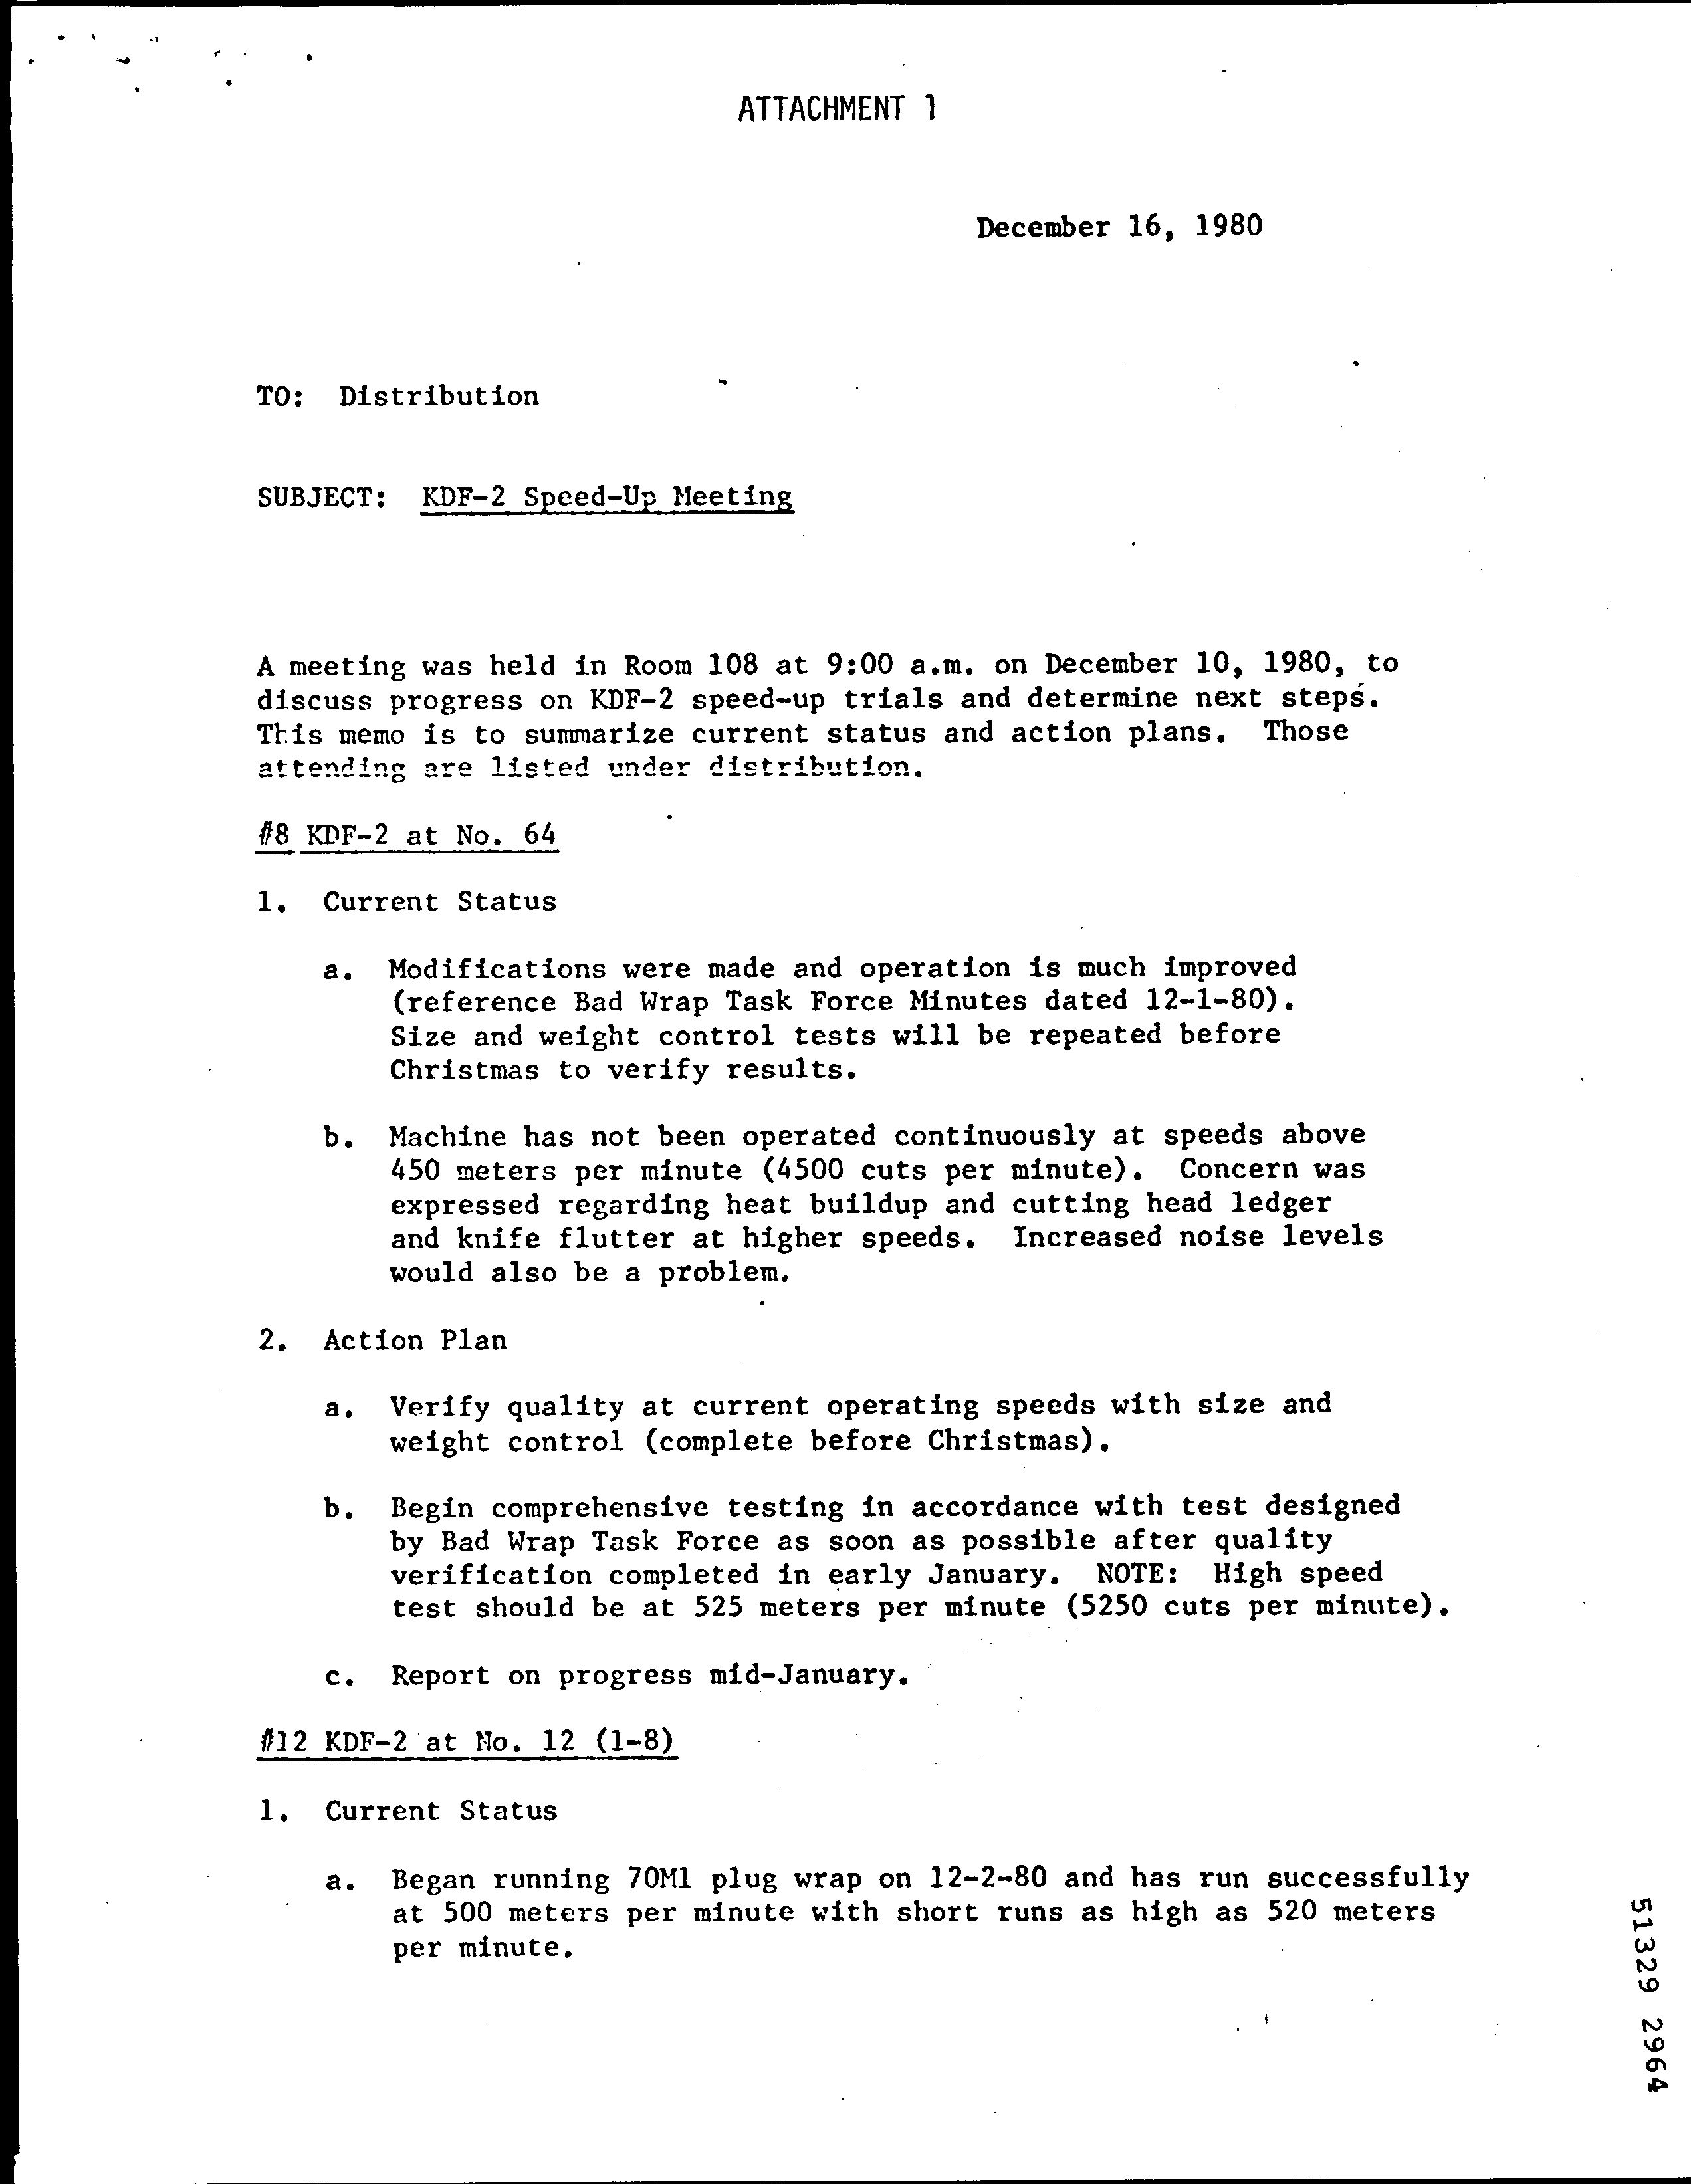 ATTACHMENT 1
December 16, 1980
TO: Distribution
SUBJECT: KDF-2 Speed-Up Meeting
A meeting was held in Room 108 at 9:00 a.m. on December 10, 1980, to
discuss progress on KDF-2 speed-up trials and determine next steps.
This memo is to summarize current status and action plans. Those
attending are listed under distribution.
#8 KDF-2 at No. 64
1. Current Status
a. Modifications were made and operation is much improved
(reference Bad Wrap Task Force Minutes dated 12-1-80).
Size and weight control tests will be repeated before
Christmas to verify results.
b. Machine has not been operated continuously at speeds above
450 meters per minute (4500 cuts per minute). Concern was
expressed regarding heat buildup and cutting head ledger
and knife flutter at higher speeds. Increased noise levels
would also be a problem.
2. Action Plan
a. Verify quality at current operating speeds with size and
weight control (complete before Christmas).
b. Begin comprehensive testing in accordance with test designed
by Bad Wrap Task Force as soon as possible after quality
verification completed in early January. NOTE: High speed
test should be at 525 meters per minute (5250 cuts per minute).
c. Report on progress mid-January.
#12 KDF-2 at No. 12 (1-8)
1. Current Status
a. Began running 70M1 plug wrap on 12-2-80 and has run successfully
at 500 meters per minute with short runs as high as 520 meters
per minute.
51329 2964